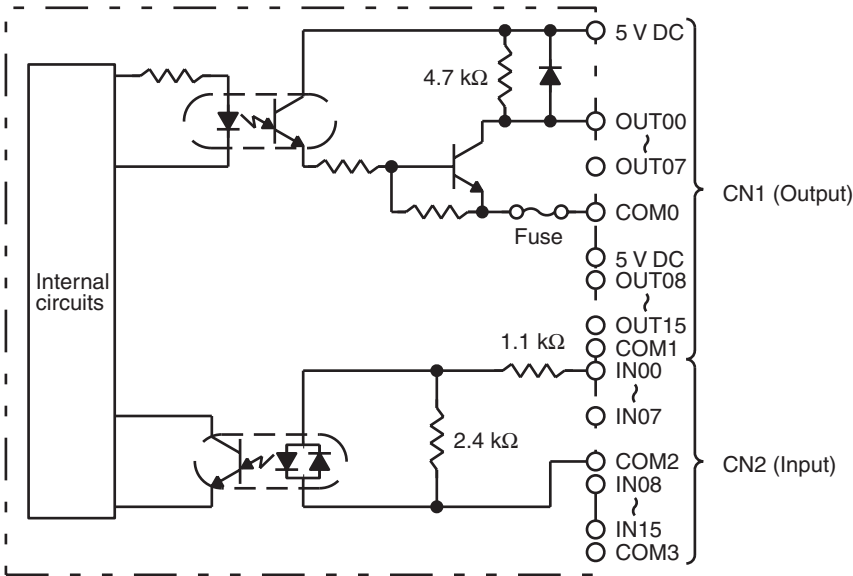 5 V DC
4.7 kΩ
OUT00
~
OUT07
CN1 (Output)
COM0
Fuse
5 V DC
OUT08
~
Internal
circuits
OUT15
1.1 kΩ
COM1
IN00
~
IN07
2.4 kΩ
COM2
CN2 (Input)
IN08
~
IN15
COM3